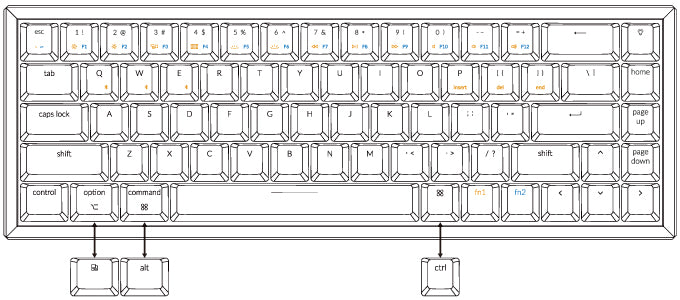 esc 1 ! 2 @ 3 # 4 $ 5 % 6 ^ 7 & 8 * 9 ( 0 ( - - = +
F1 F2 F3 F4 F5 F6 F7 F8 F9 F10 F11 F12
tab Q W E R T Y U I O P [ [ ] ] \ | home
insert del end
caps lock A S D F G H J K L ; : ' " page up
shift Z X C V B N M , < . > / ? shift ^ page down
control option command fn1 fn2 < >
alt ctrl